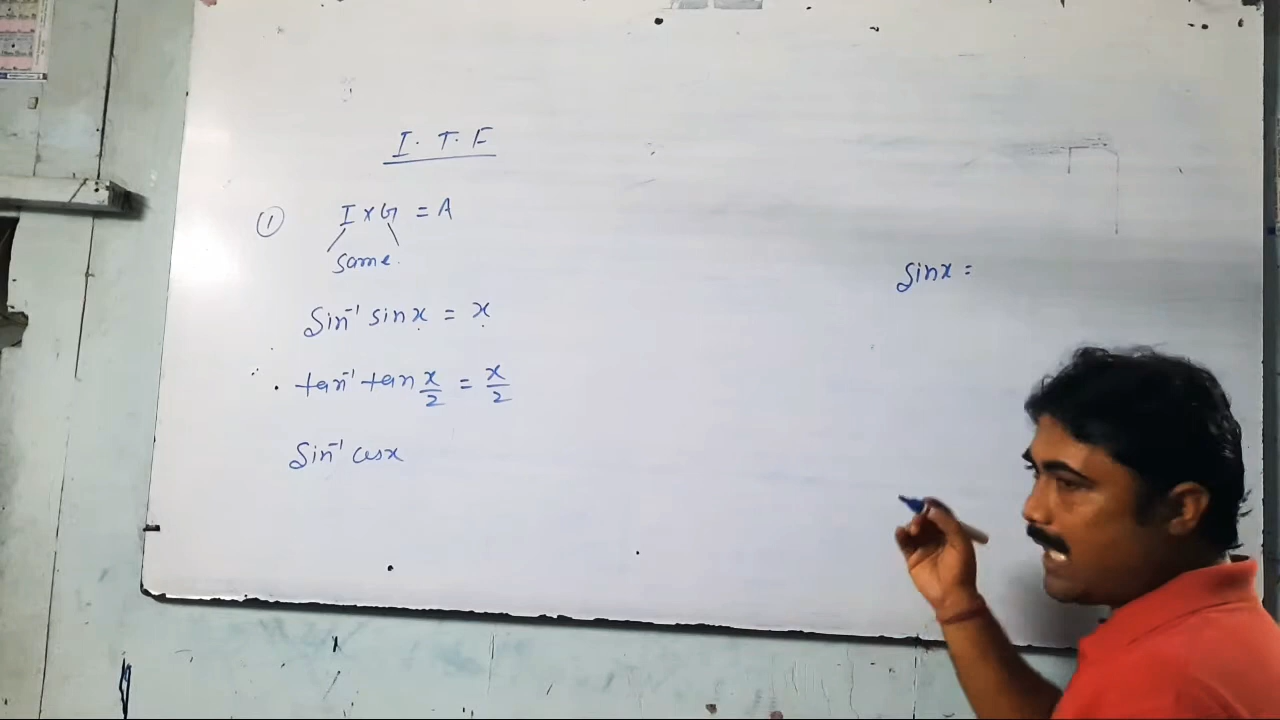 I. T. F
① I × G = A
Same.
Sin⁻¹ sin x = x
tan⁻¹ tan x/2 = x/2
Sin⁻¹ cos x
Sin x =